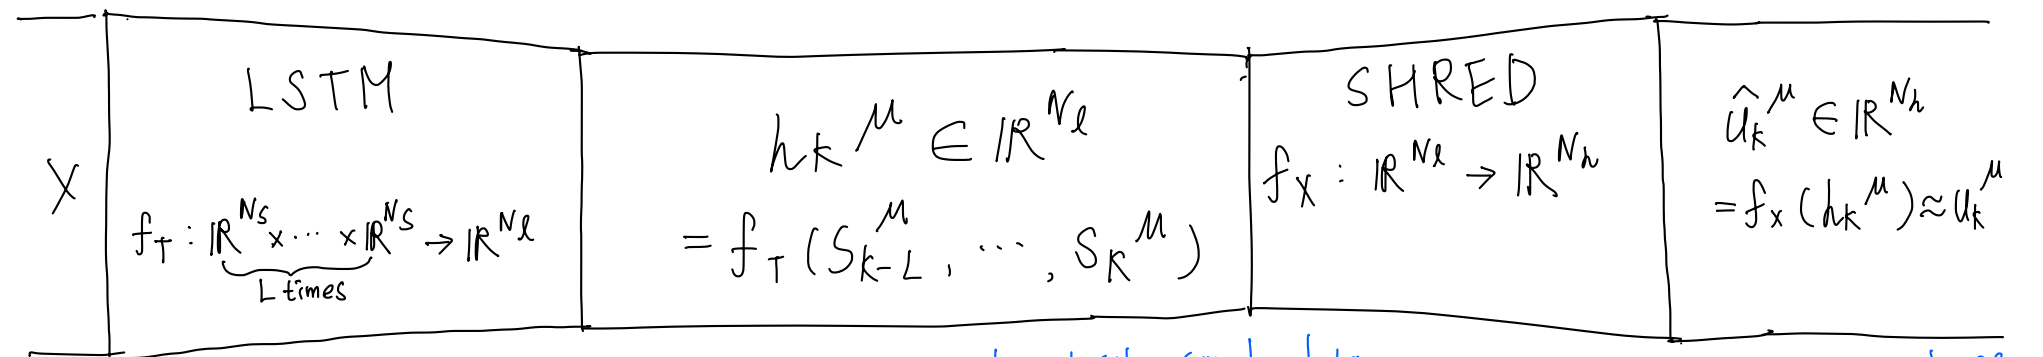 X
LSTM
f_T : ℝ^{N_s} × ⋯ × ℝ^{N_s} → ℝ^{N_l}
L times
h_k^μ ∈ ℝ^{N_l}
= f_T (S_{k-L}^μ, ⋯, S_k^μ)
SHRED
f_X : ℝ^{N_l} → ℝ^{N_h}
û_k^μ ∈ ℝ^{N_h}
= f_X (h_k^μ) ≈ u_k^μ